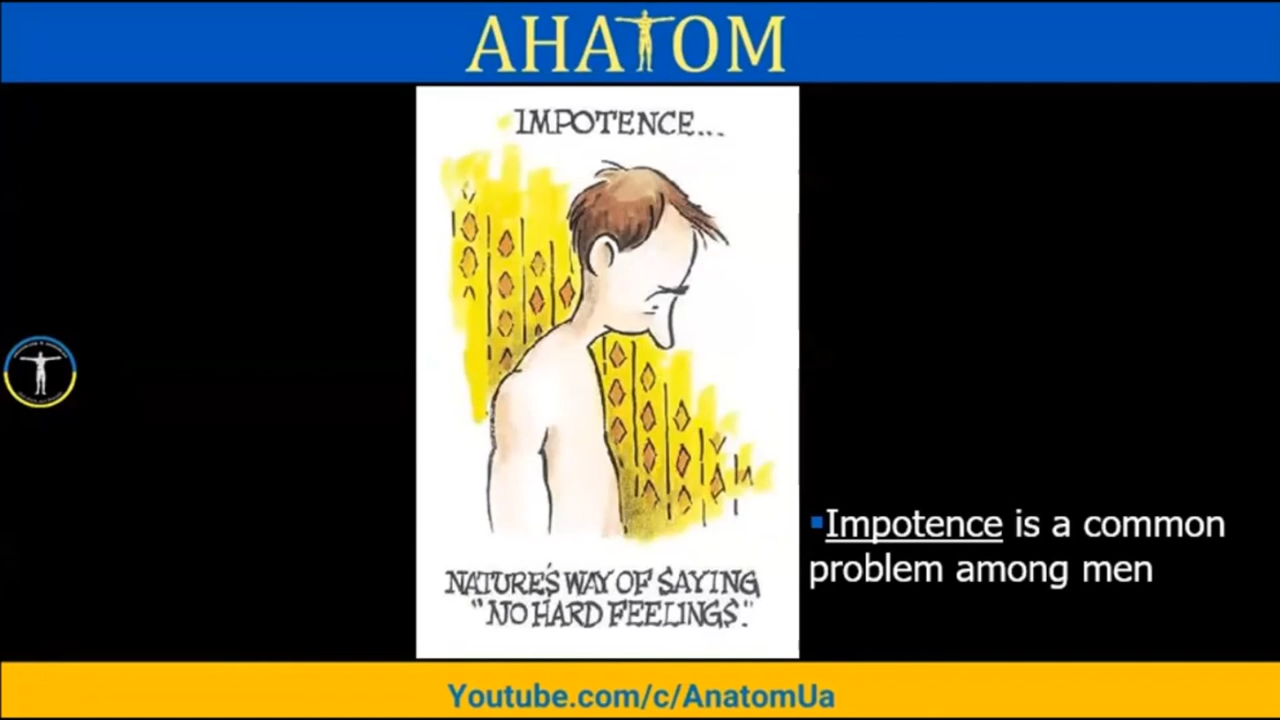 АНАТОМ
IMPOTENCE...
NATURE'S WAY OF SAYING
"NO HARD FEELINGS."
▪Impotence is a common
problem among men
Youtube.com/c/AnatomUa